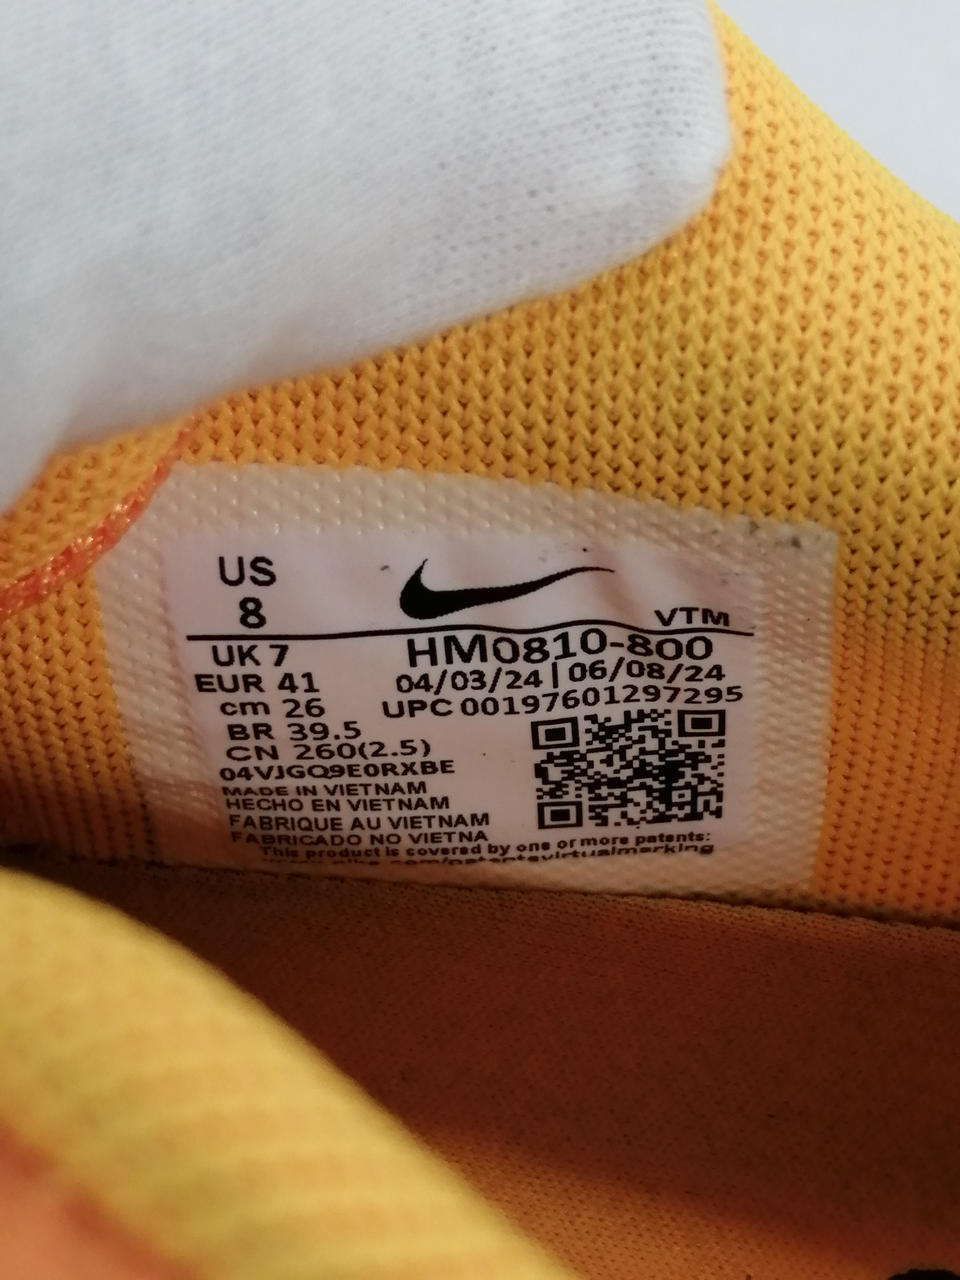 US
8
VTM
UK 7
HM0810-800
EUR 41
04/03/24 | 06/08/24
cm 26
UPC 00197601297295
BR 39.5
CN 260(2.5)
04VJGQ9E0RXBE
MADE IN VIETNAM
HECHO EN VIETNAM
FABRIQUE AU VIETNAM
FABRICADO NO VIETNA
This product is covered by one or more patents: